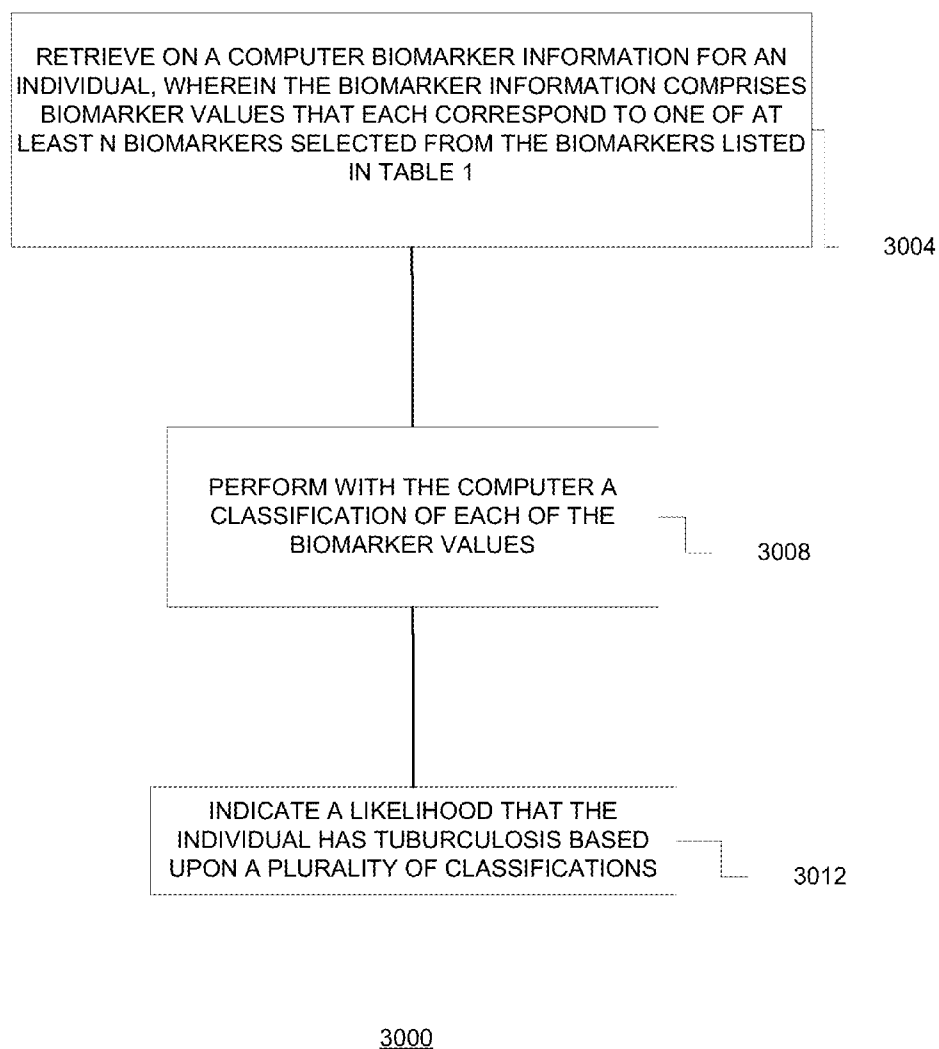 RETRIEVE ON A COMPUTER BIOMARKER INFORMATION FOR AN
INDIVIDUAL, WHEREIN THE BIOMARKER INFORMATION COMPRISES
BIOMARKER VALUES THAT EACH CORRESPOND TO ONE OF AT
LEAST N BIOMARKERS SELECTED FROM THE BIOMARKERS LISTED
IN TABLE 1
3004
PERFORM WITH THE COMPUTER A
CLASSIFICATION OF EACH OF THE
BIOMARKER VALUES
3008
INDICATE A LIKELIHOOD THAT THE
INDIVIDUAL HAS TUBURCULOSIS BASED
UPON A PLURALITY OF CLASSIFICATIONS
3012
3000